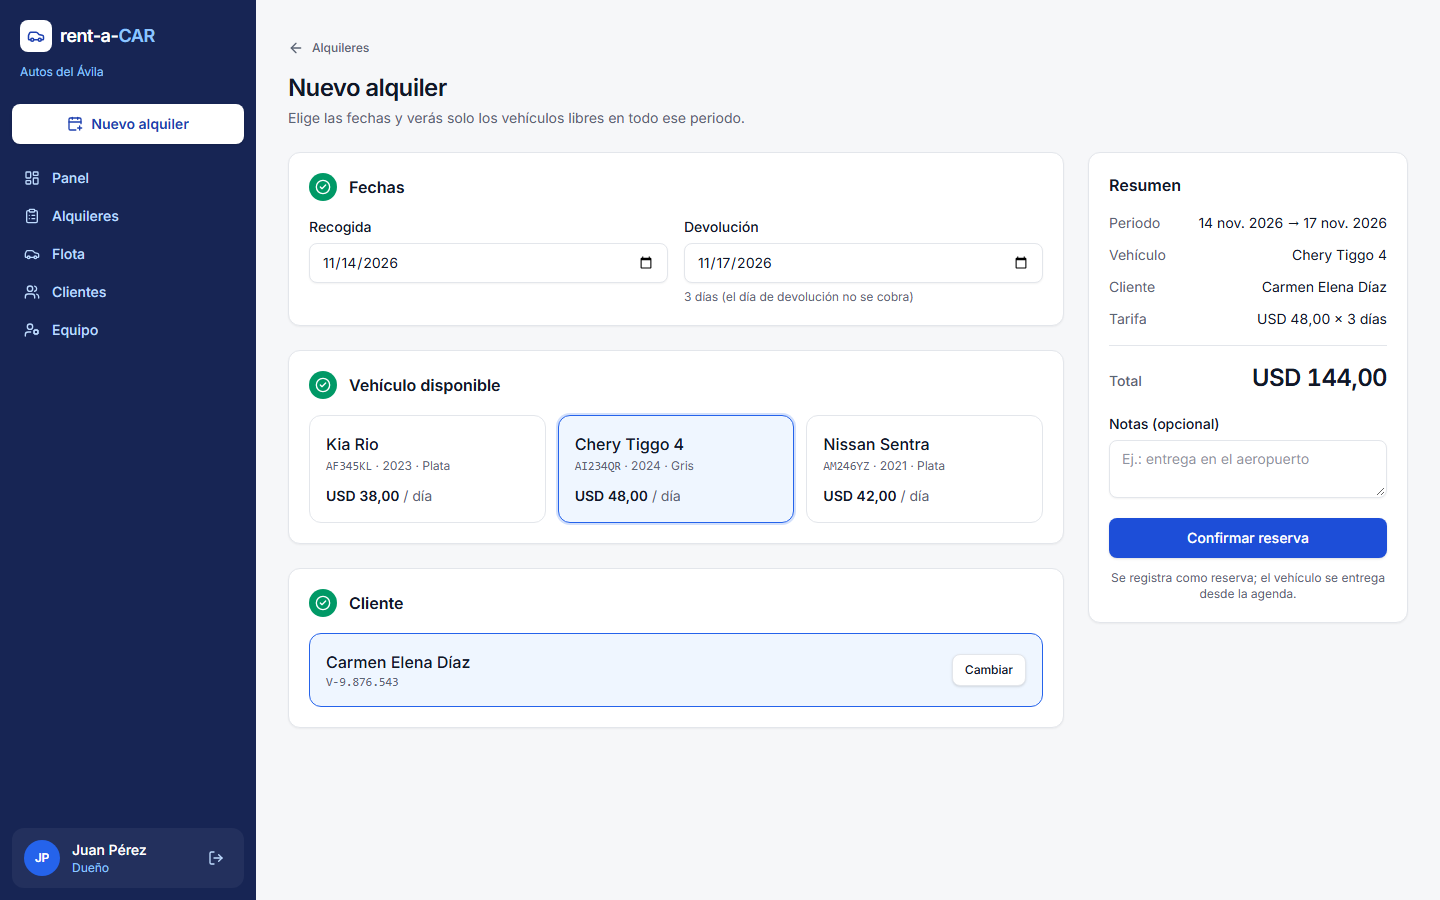 rent-a-CAR
Autos del Ávila
Nuevo alquiler
Panel
Alquileres
Flota
Clientes
Equipo
JP
Juan Pérez
Dueño
Alquileres
Nuevo alquiler
Elige las fechas y verás solo los vehículos libres en todo ese periodo.
Fechas
Recogida
11/14/2026
Devolución
11/17/2026
3 días (el día de devolución no se cobra)
Vehículo disponible
Kia Rio
AF345KL · 2023 · Plata
USD 38,00 / día
Chery Tiggo 4
AI234QR · 2024 · Gris
USD 48,00 / día
Nissan Sentra
AM246YZ · 2021 · Plata
USD 42,00 / día
Cliente
Carmen Elena Díaz
V-9.876.543
Cambiar
Resumen
Periodo 14 nov. 2026 → 17 nov. 2026
Vehículo Chery Tiggo 4
Cliente Carmen Elena Díaz
Tarifa USD 48,00 × 3 días
Total USD 144,00
Notas (opcional)
Ej.: entrega en el aeropuerto
Confirmar reserva
Se registra como reserva; el vehículo se entrega
desde la agenda.